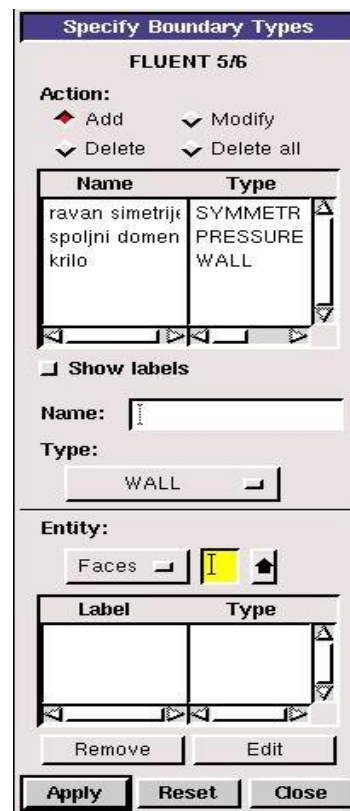 Specify Boundary Types
FLUENT 5/6
Action:
Add Modify
Delete Delete all
Name Type
ravan simetrije SYMMETR
spoljni domen PRESSURE
krilo WALL
Show labels
Name:
Type:
WALL
Entity:
Faces
Label Type
Remove Edit
Apply Reset Close